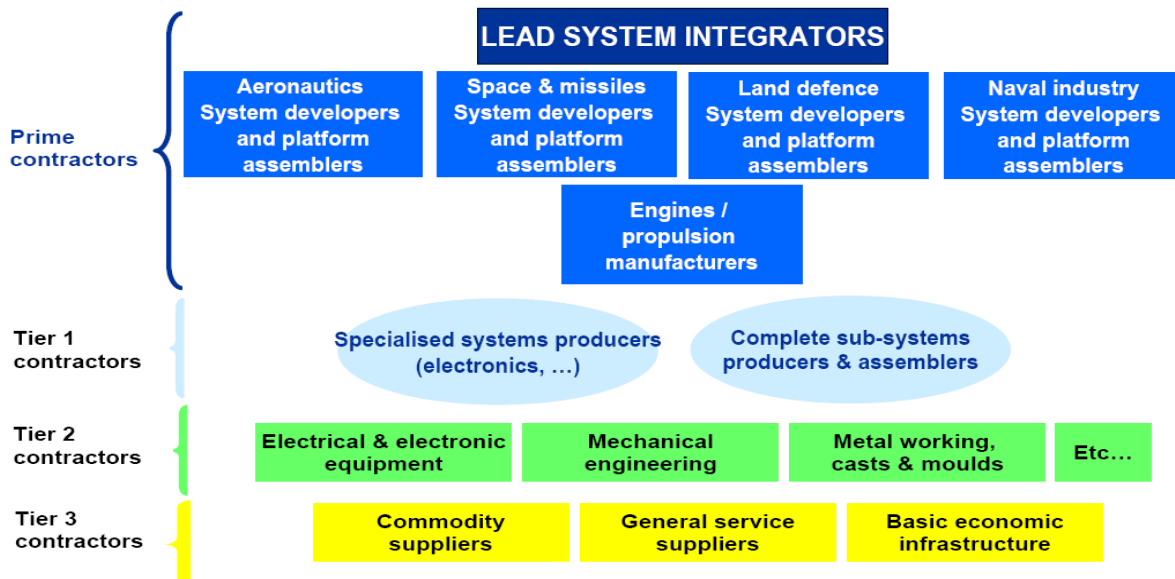 LEAD SYSTEM INTEGRATORS
Prime
contractors
Aeronautics
System developers
and platform
assemblers
Space & missiles
System developers
and platform
assemblers
Land defence
System developers
and platform
assemblers
Naval industry
System developers
and platform
assemblers
Engines /
propulsion
manufacturers
Tier 1
contractors
Specialised systems producers
(electronics, …)
Complete sub-systems
producers & assemblers
Tier 2
contractors
Electrical & electronic
equipment
Mechanical
engineering
Metal working,
casts & moulds
Etc…
Tier 3
contractors
Commodity
suppliers
General service
suppliers
Basic economic
infrastructure